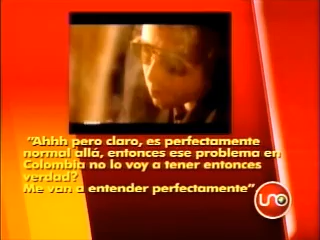 "Ahhh pero claro, es perfectamente
normal allá, entonces ese problema en
Colombia no lo voy a tener entonces
verdad?
Me van a entender perfectamente"
UNO